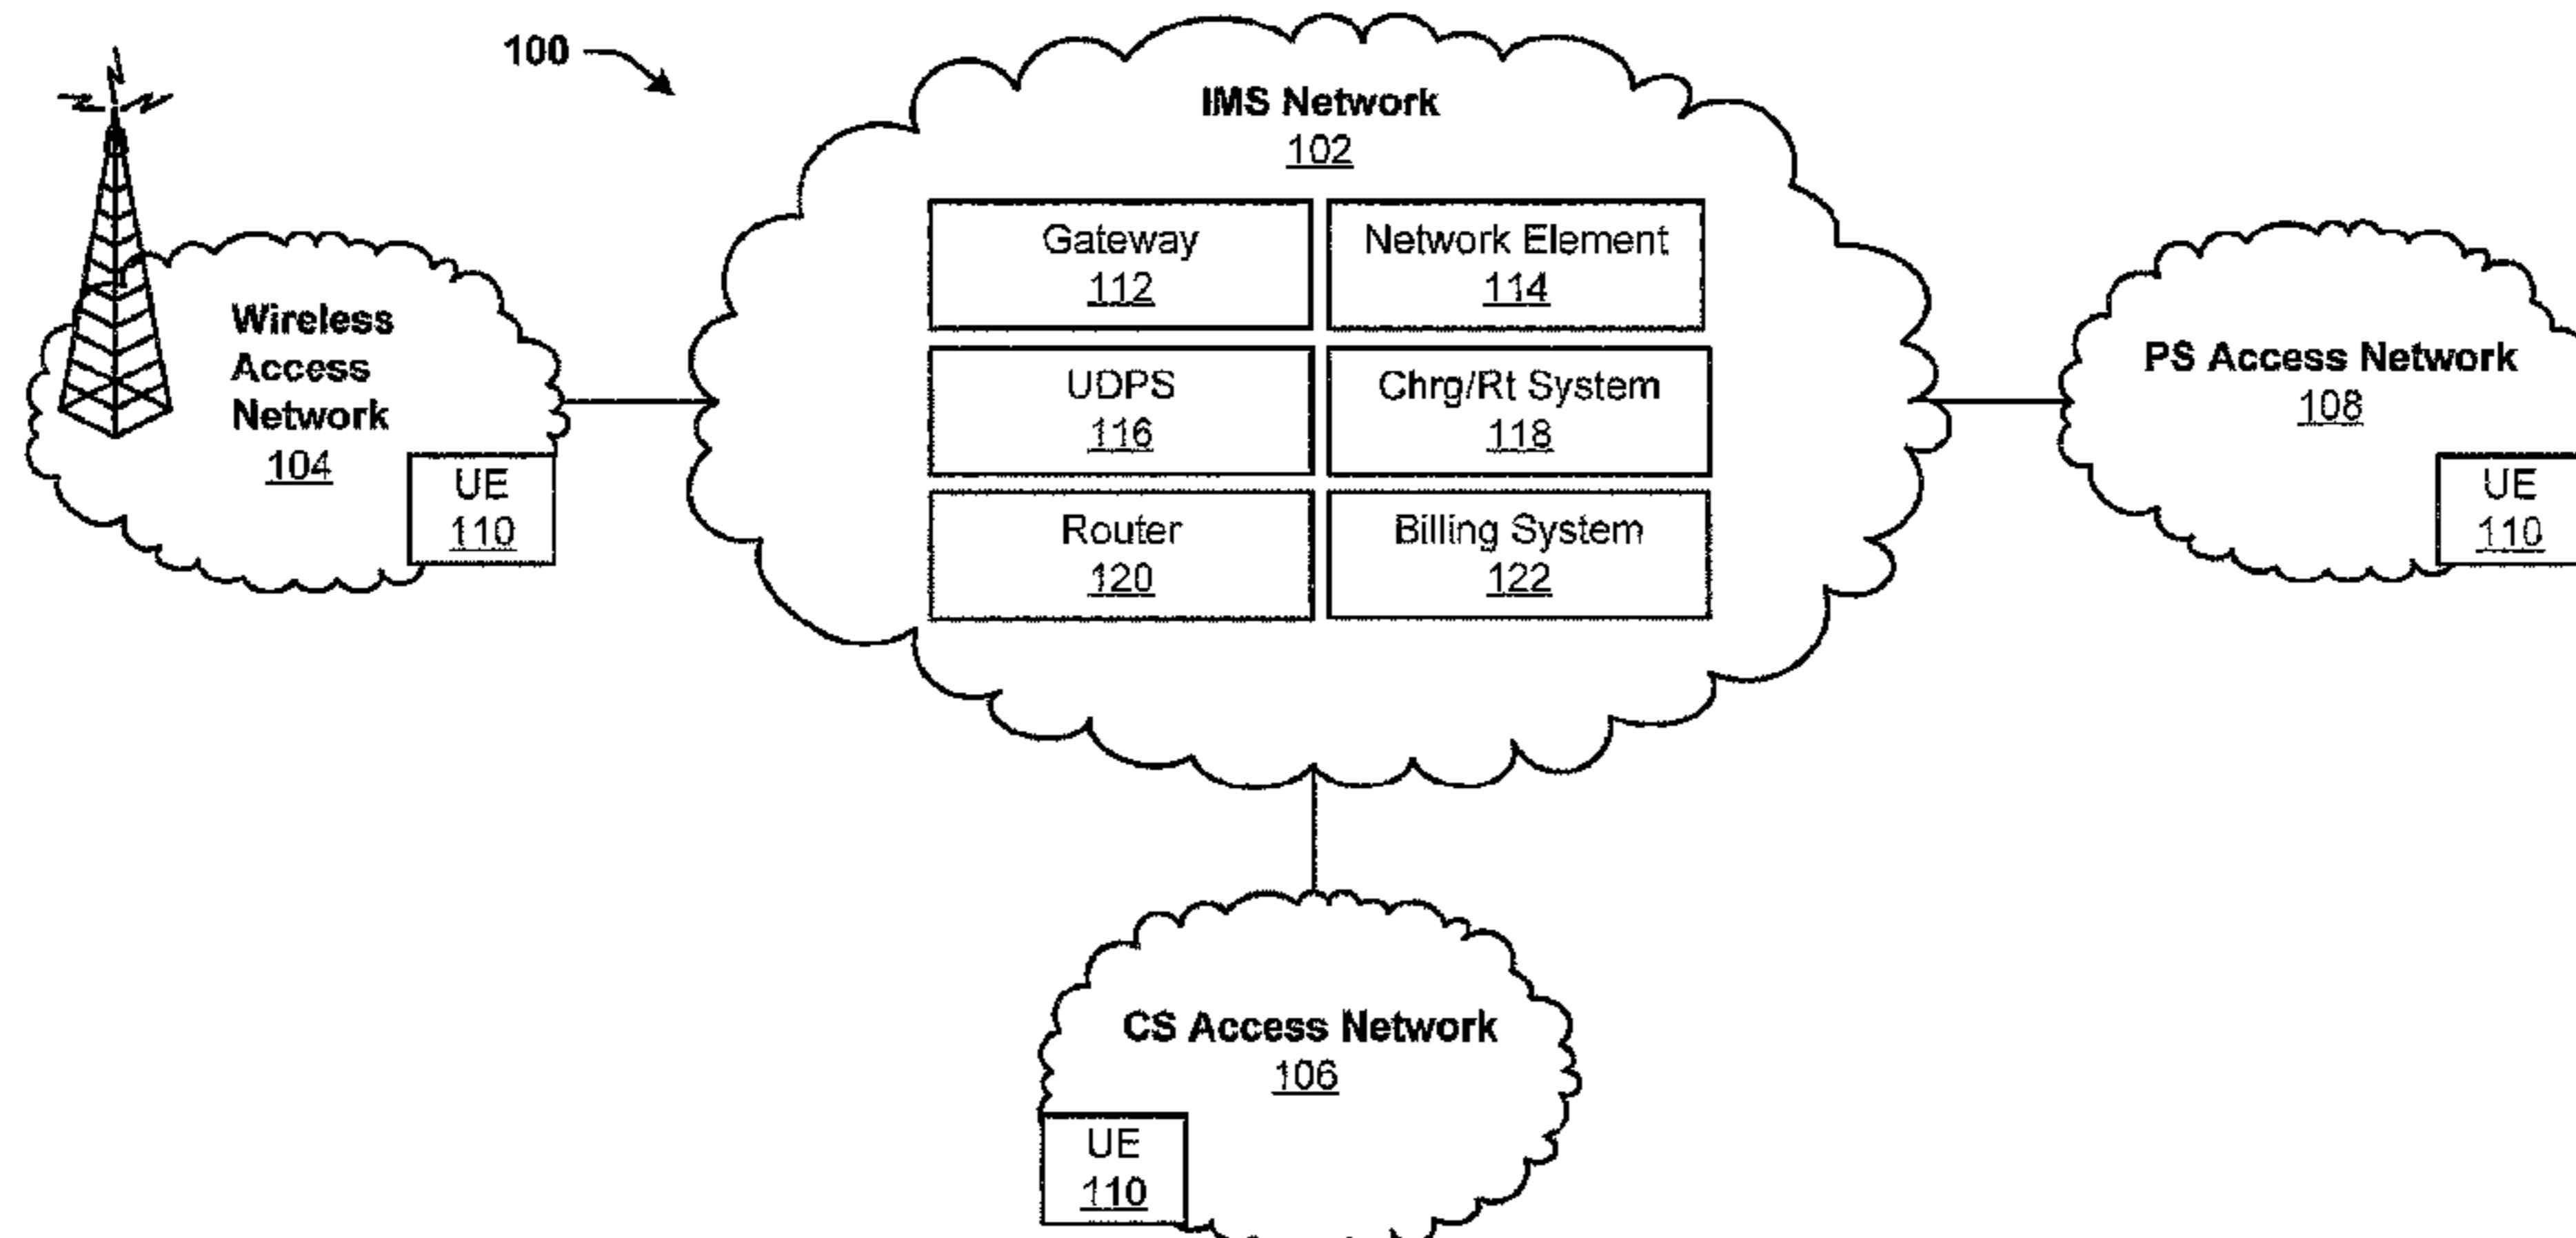 100
IMS Network
102
Gateway
112
Network Element
114
UDPS
116
Chrg/Rt System
118
Router
120
Billing System
122
Wireless
Access
Network
104
UE
110
PS Access Network
108
UE
110
CS Access Network
106
UE
110